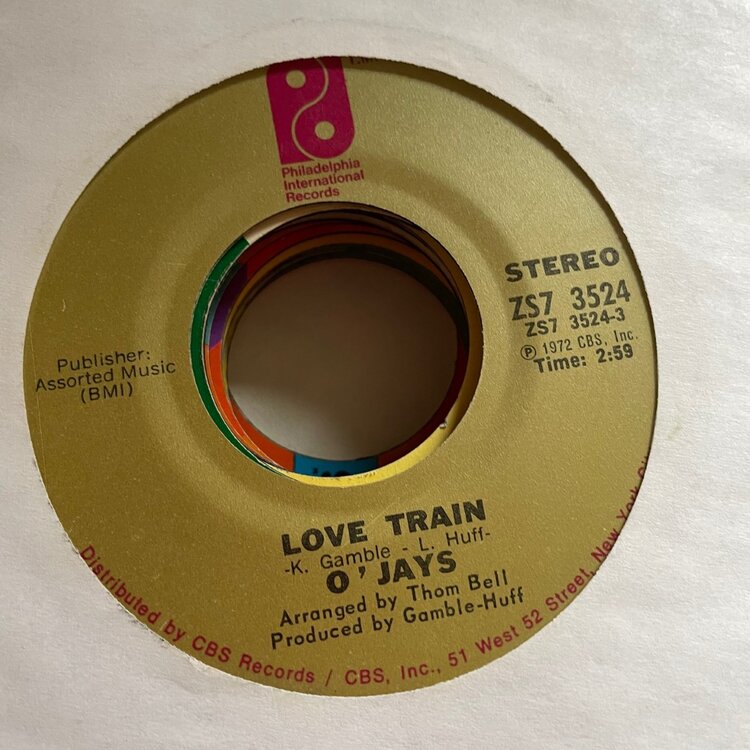 Philadelphia
International
Records
STEREO
ZS7 3524
ZS7 3524-3
℗ 1972 CBS, Inc.
Time: 2:59
Publisher:
Assorted Music
(BMI)
LOVE TRAIN
-K. Gamble - L. Huff-
O'JAYS
Arranged by Thom Bell
Produced by Gamble-Huff
Distributed by CBS Records / CBS, Inc., 51 West 52 Street, New York